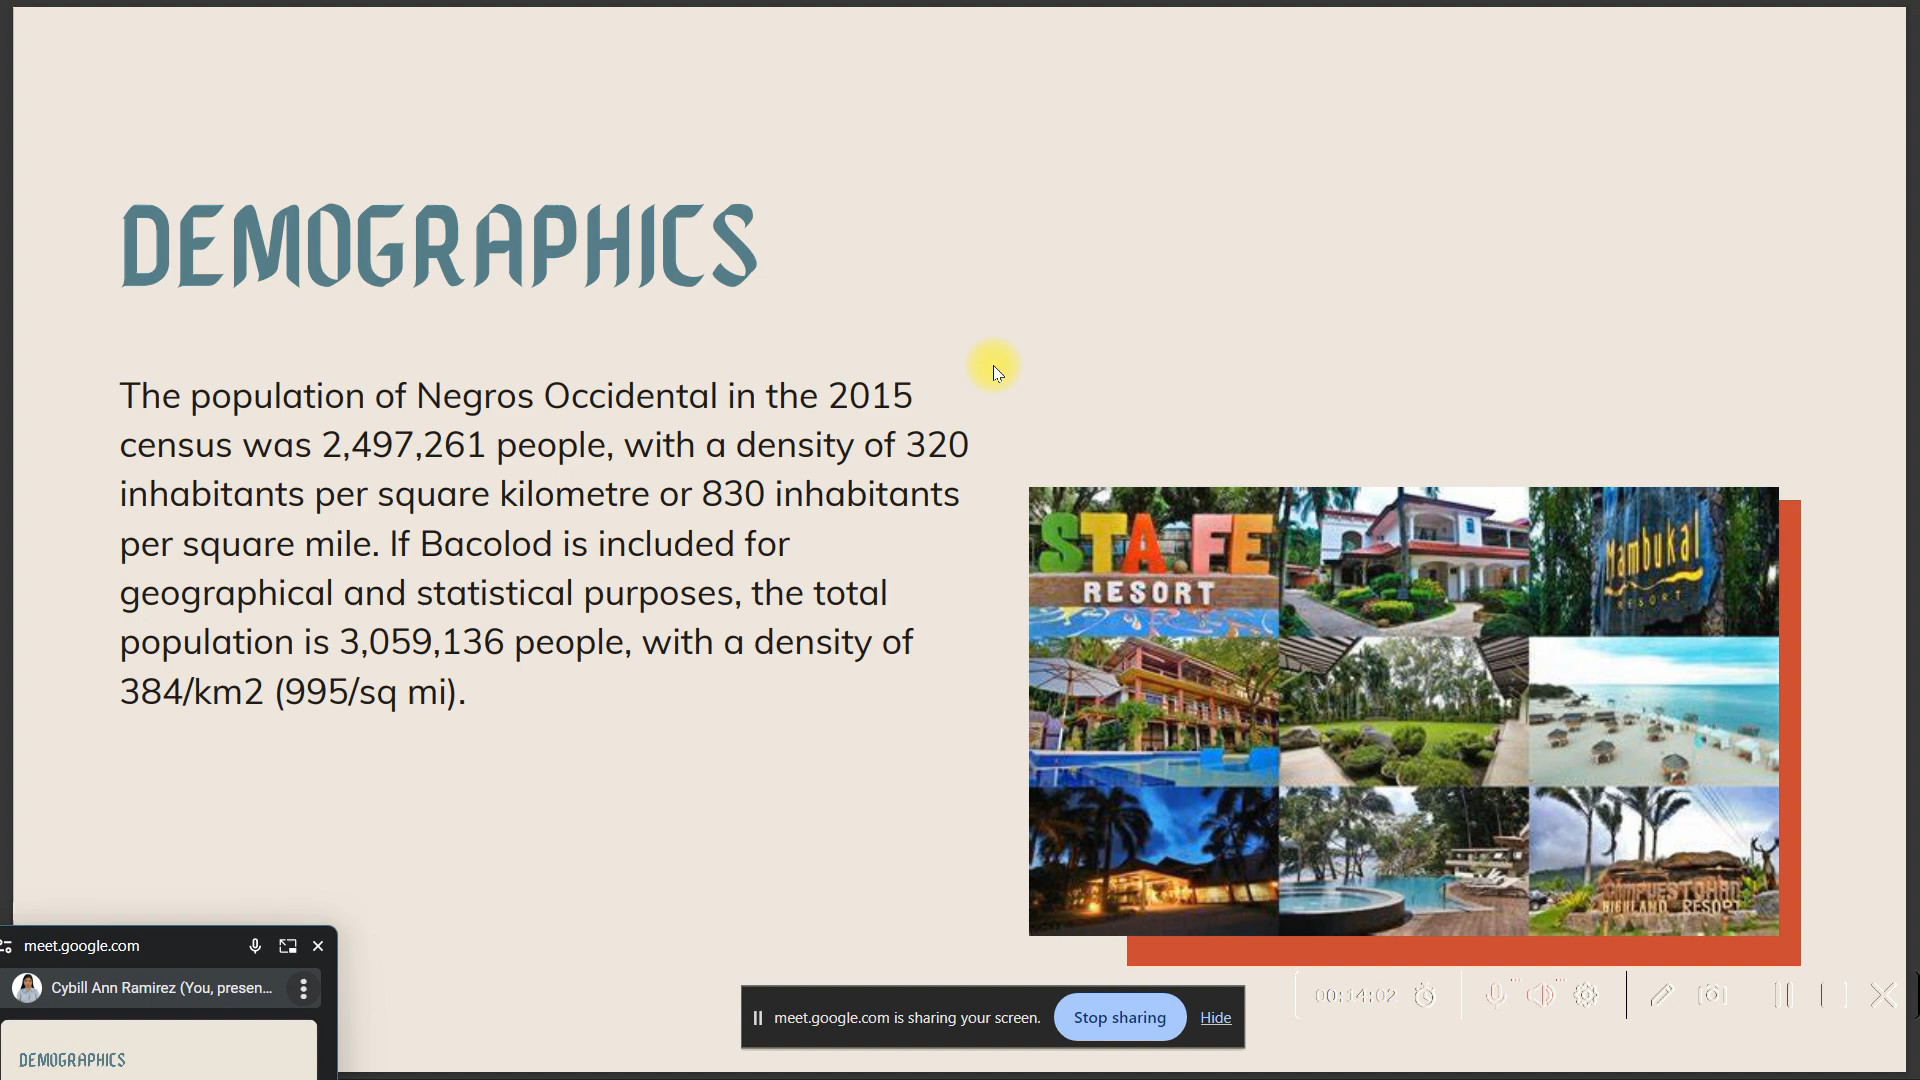 DEMOGRAPHICS
The population of Negros Occidental in the 2015
census was 2,497,261 people, with a density of 320
inhabitants per square kilometre or 830 inhabitants
per square mile. If Bacolod is included for
geographical and statistical purposes, the total
population is 3,059,136 people, with a density of
384/km2 (995/sq mi).
STA. FE
RESORT
Mambukal
RESORT
CAMPUESTOHAN
HIGHLAND RESORT
meet.google.com
Cybill Ann Ramirez (You, presen...
DEMOGRAPHICS
meet.google.com is sharing your screen.
Stop sharing
Hide
00:14:02